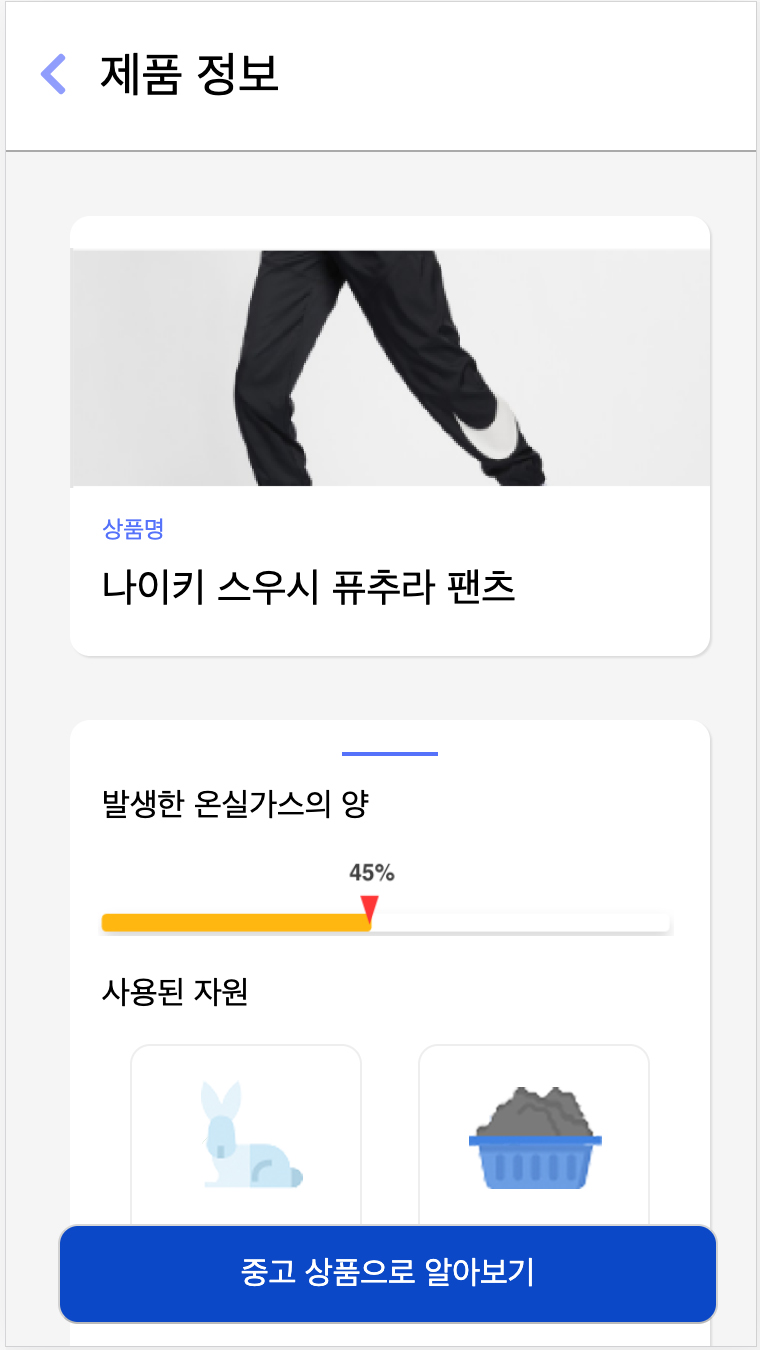 제품 정보
상품명
나이키 스우시 퓨추라 팬츠
발생한 온실가스의 양
45%
사용된 자원
중고 상품으로 알아보기